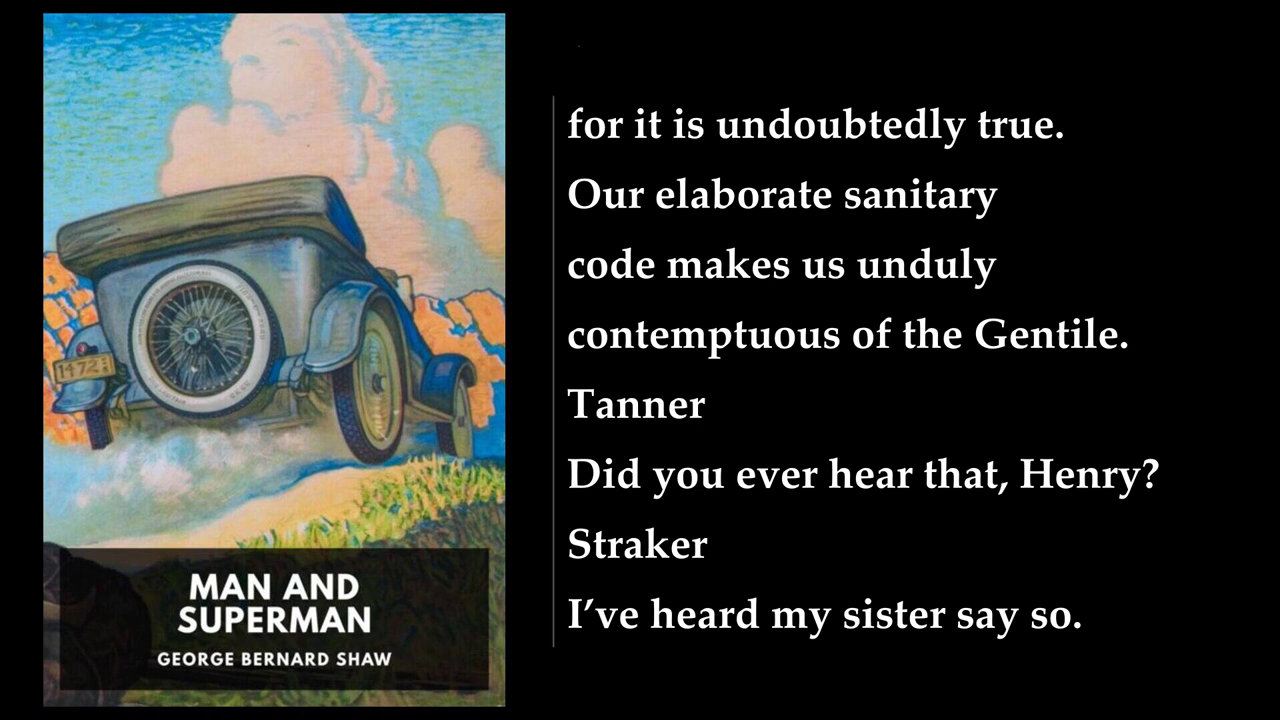 for it is undoubtedly true.
Our elaborate sanitary
code makes us unduly
contemptuous of the Gentile.
Tanner
Did you ever hear that, Henry?
Straker
I’ve heard my sister say so.
1472
MAN AND
SUPERMAN
GEORGE BERNARD SHAW